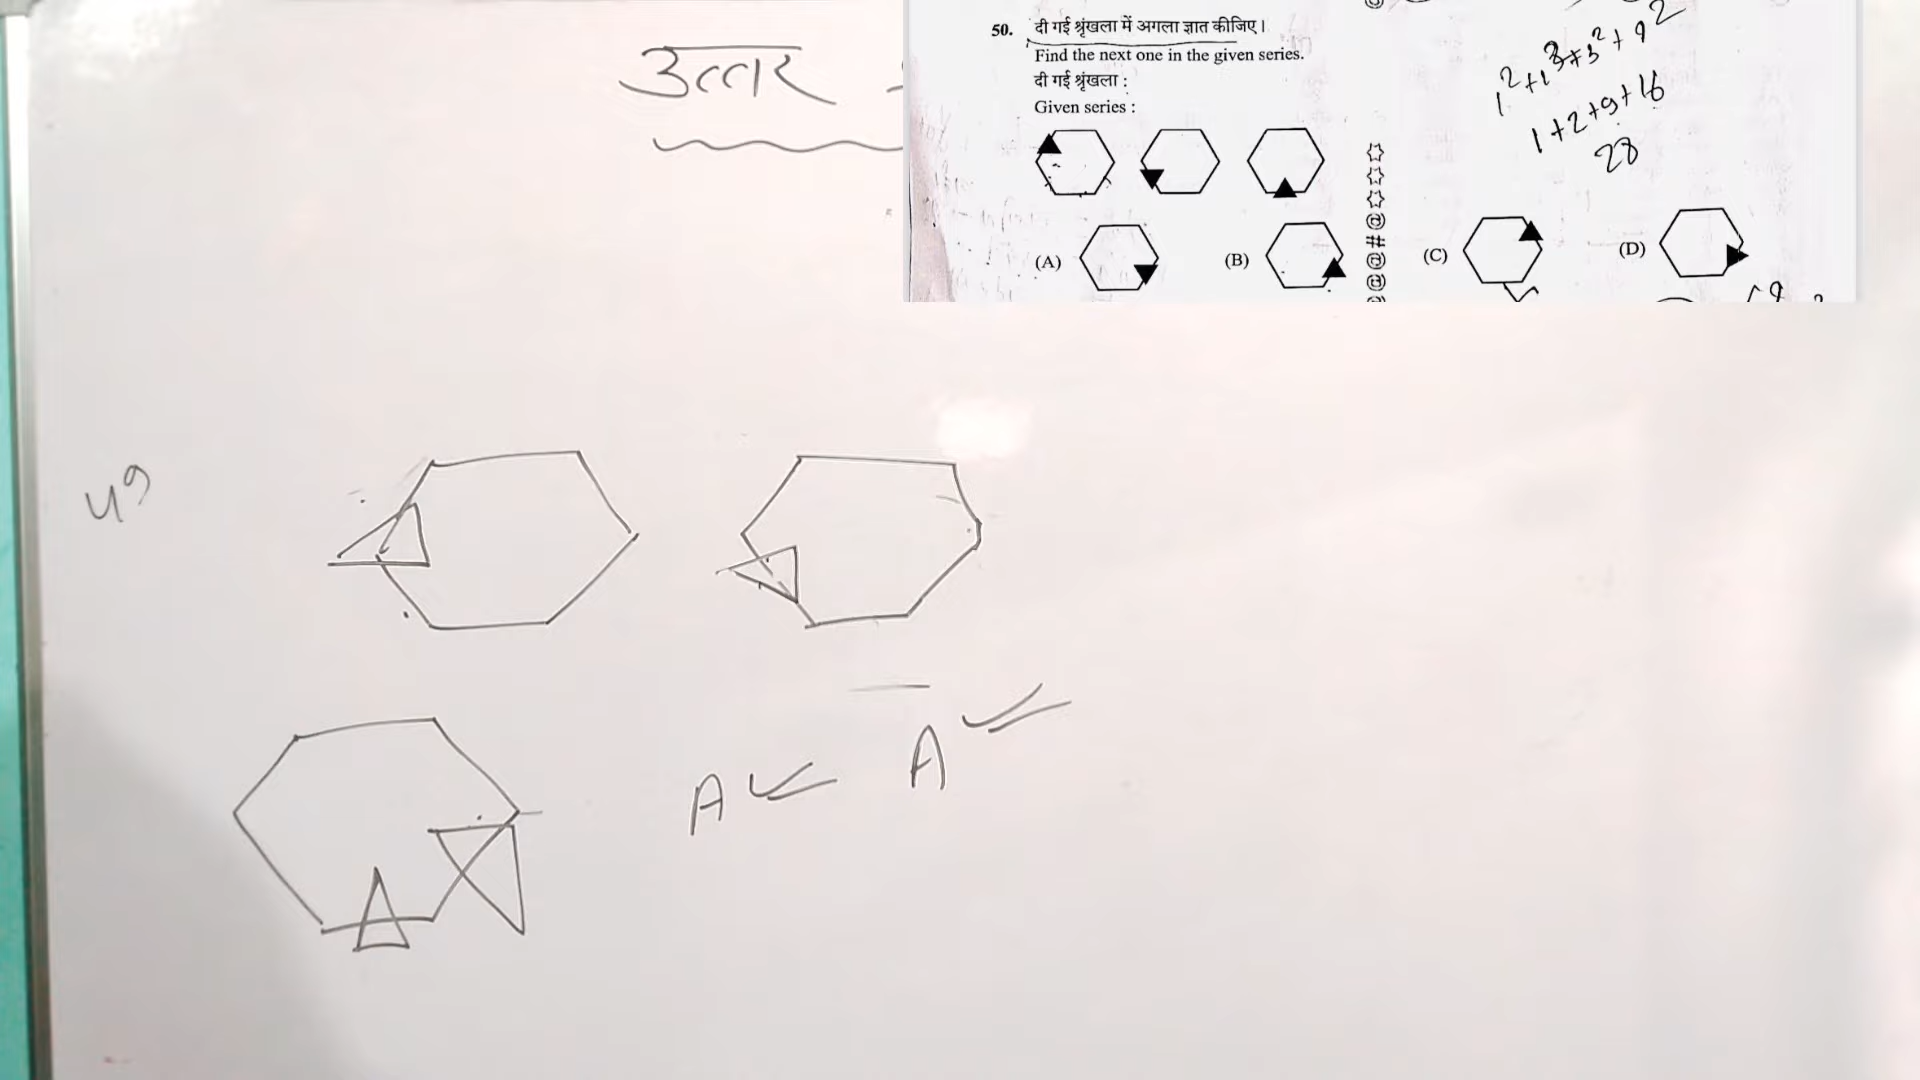 उत्तर
50. दी गई श्रृंखला में अगला ज्ञात कीजिए।
Find the next one in the given series.
दी गई श्रृंखला :
Given series :
(A) (B) (C) (D)
1+2+9+16
28
49
A A